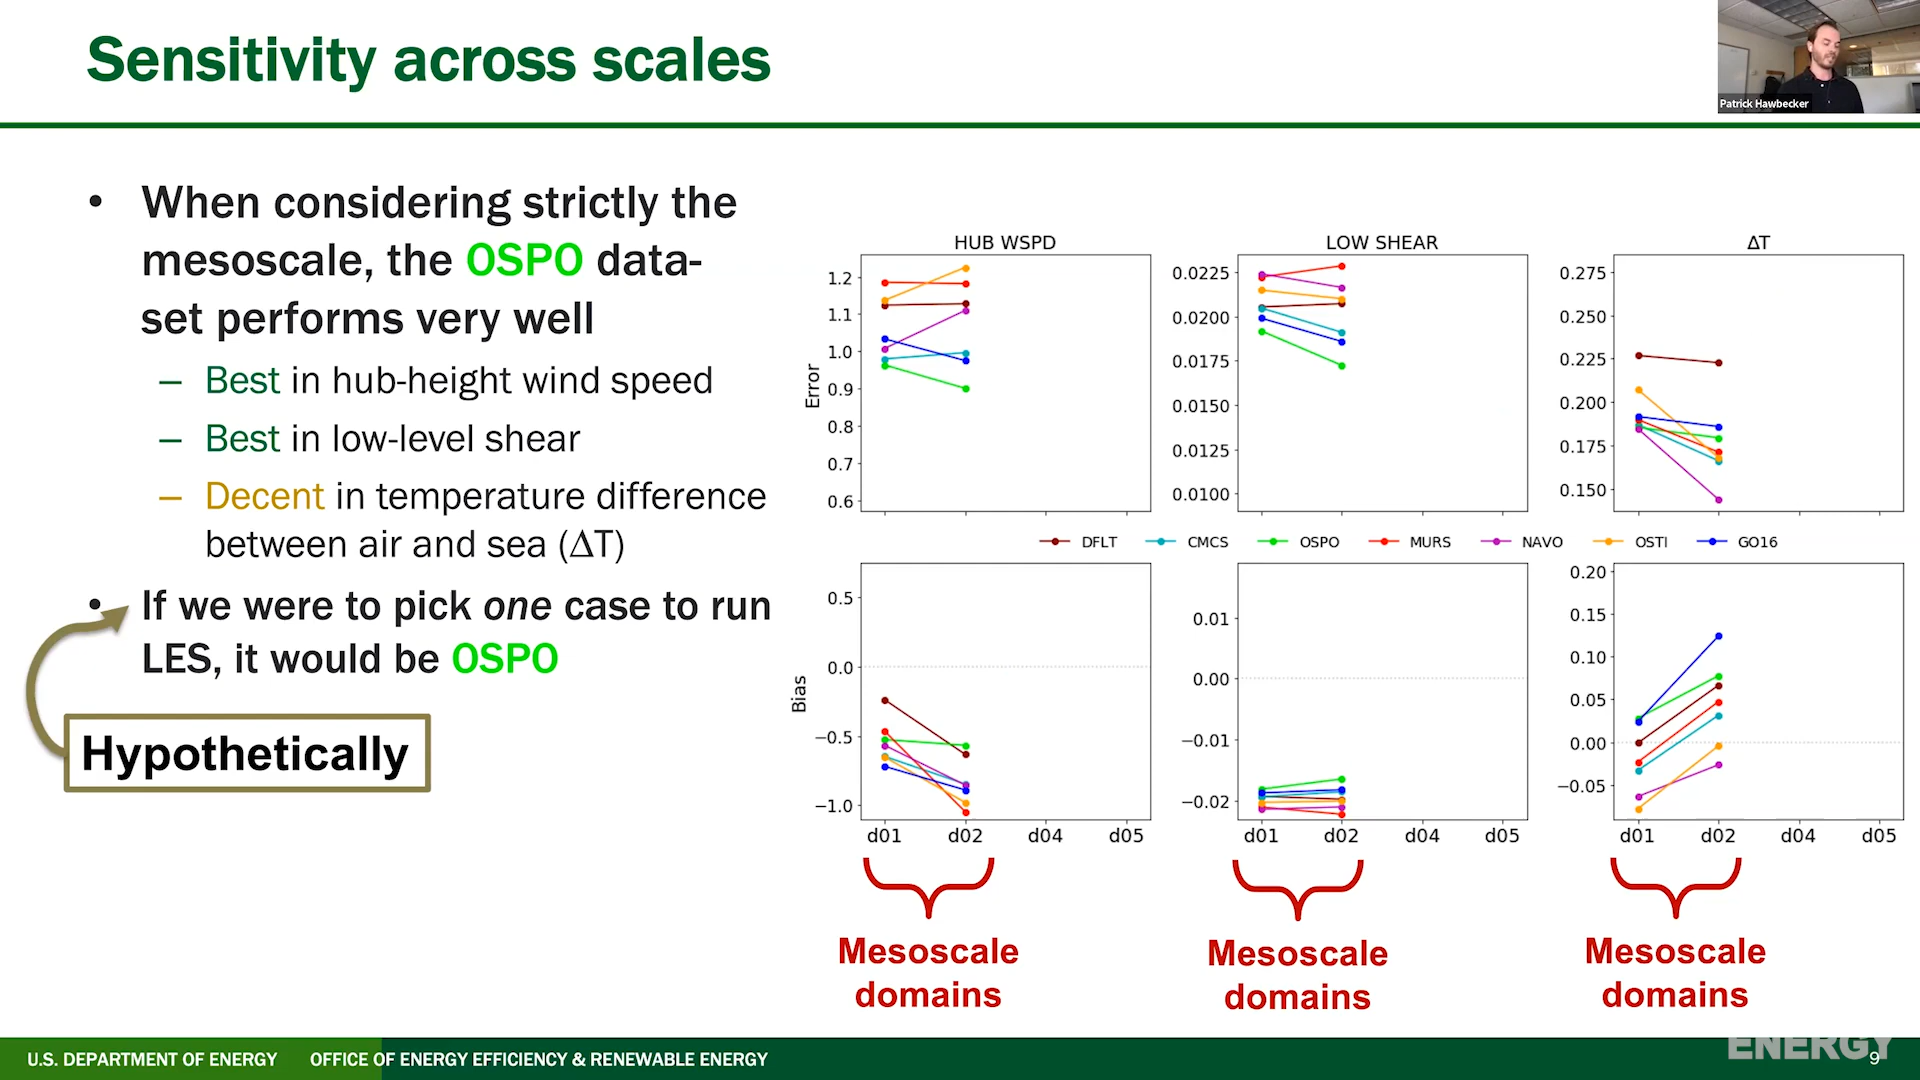 Sensitivity across scales
Patrick Hawbecker
• When considering strictly the
mesoscale, the OSPO data-
set performs very well
– Best in hub-height wind speed
– Best in low-level shear
– Decent in temperature difference
between air and sea (ΔT)
• If we were to pick one case to run
LES, it would be OSPO
Hypothetically
HUB WSPD
LOW SHEAR
ΔT
Error
1.2
1.1
1.0
0.9
0.8
0.7
0.6
0.0225
0.0200
0.0175
0.0150
0.0125
0.0100
0.275
0.250
0.225
0.200
0.175
0.150
DFLT CMCS OSPO MURS NAVO OSTI GO16
Bias
0.5
0.0
−0.5
−1.0
0.01
0.00
−0.01
−0.02
0.20
0.15
0.10
0.05
0.00
−0.05
d01 d02 d04 d05
d01 d02 d04 d05
d01 d02 d04 d05
Mesoscale
domains
Mesoscale
domains
Mesoscale
domains
U.S. DEPARTMENT OF ENERGY OFFICE OF ENERGY EFFICIENCY & RENEWABLE ENERGY
ENERGY
9